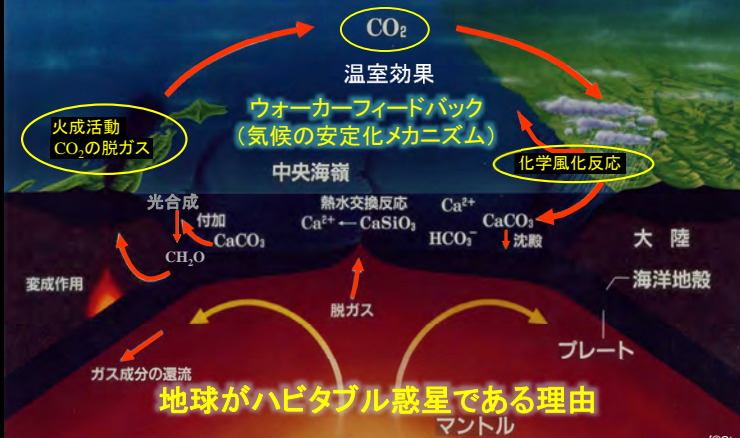 CO₂
温室効果
ウォーカーフィードバック
（気候の安定化メカニズム）
火成活動
CO₂の脱ガス
化学風化反応
中央海嶺
光合成
付加
CaCO₃
CH₂O
熱水交換反応
Ca²⁺←CaSiO₃
Ca²⁺
CaCO₃
HCO₃⁻
沈殿
大 陸
海洋地殻
変成作用
脱ガス
プレート
ガス成分の還流
地球がハビタブル惑星である理由
マントル